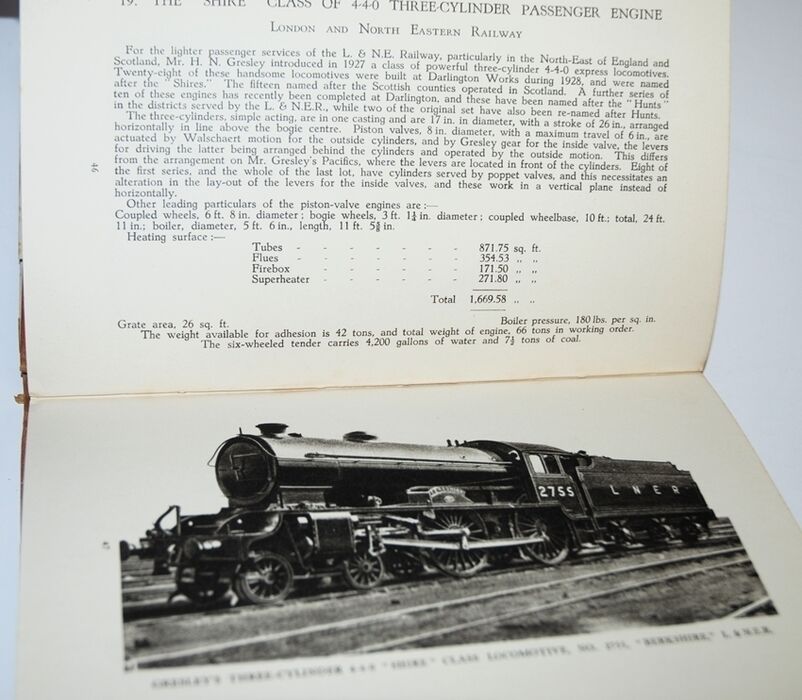 19. THE "SHIRE" CLASS OF 4-4-0 THREE-CYLINDER PASSENGER ENGINE
LONDON AND NORTH EASTERN RAILWAY
For the lighter passenger services of the L. & N.E. Railway, particularly in the North-East of England and
Scotland, Mr. H. N. Gresley introduced in 1927 a class of powerful three-cylinder 4-4-0 express locomotives.
Twenty-eight of these handsome locomotives were built at Darlington Works during 1928, and were named
after the "Shires." The fifteen named after the Scottish counties operated in Scotland. A further series of
ten of these engines has recently been completed at Darlington, and these have been named after the "Hunts"
in the districts served by the L. & N.E.R., while two of the original set have also been re-named after Hunts.
The three-cylinders, simple acting, are in one casting and are 17 in. in diameter, with a stroke of 26 in., arranged
horizontally in line above the bogie centre. Piston valves, 8 in. diameter, with a maximum travel of 6 in., are
actuated by Walschaert motion for the outside cylinders, and by Gresley gear for the inside valve, the levers
for driving the latter being arranged behind the cylinders and operated by the outside motion. This differs
from the arrangement on Mr. Gresley's Pacifics, where the levers are located in front of the cylinders. Eight of
the first series, and the whole of the last lot, have cylinders served by poppet valves, and this necessitates an
alteration in the lay-out of the levers for the inside valves, and these work in a vertical plane instead of
horizontally.
Other leading particulars of the piston-valve engines are :—
Coupled wheels, 6 ft. 8 in. diameter ; bogie wheels, 3 ft. 1¼ in. diameter ; coupled wheelbase, 10 ft.; total, 24 ft.
11 in.; boiler, diameter, 5 ft. 6 in., length, 11 ft. 5⅝ in.
Heating surface :—
Tubes - - - - - - - 871.75 sq. ft.
Flues - - - - - - - 354.53 ,, ,,
Firebox - - - - - - 171.50 ,, ,,
Superheater - - - - - 271.80 ,, ,,
Total 1,669.58 ,, ,,
Grate area, 26 sq. ft. Boiler pressure, 180 lbs. per sq. in.
The weight available for adhesion is 42 tons, and total weight of engine, 66 tons in working order.
The six-wheeled tender carries 4,200 gallons of water and 7½ tons of coal.
46
2755
L N E R
47
GRESLEY'S THREE-CYLINDER 4-4-0 "SHIRE" CLASS LOCOMOTIVE, NO. 2755, "BERKSHIRE," L. & N.E.R.